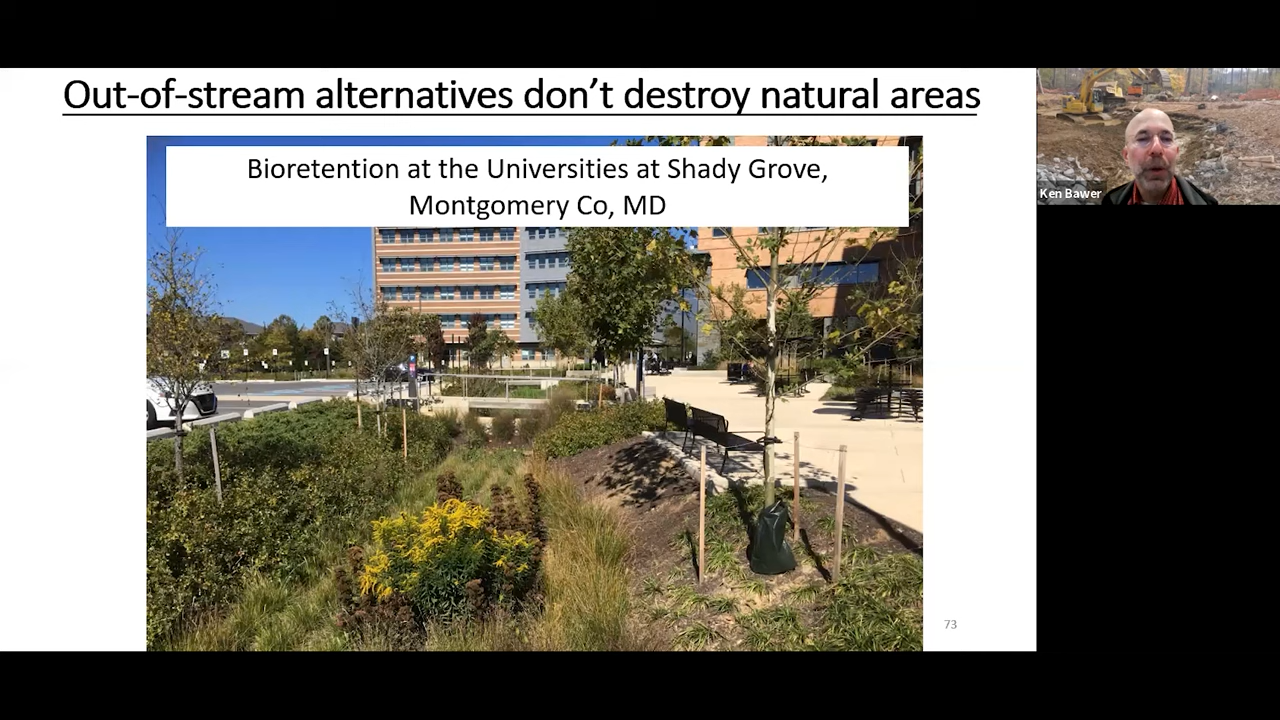 Out-of-stream alternatives don't destroy natural areas
Bioretention at the Universities at Shady Grove,
Montgomery Co, MD
73
Ken Bawer